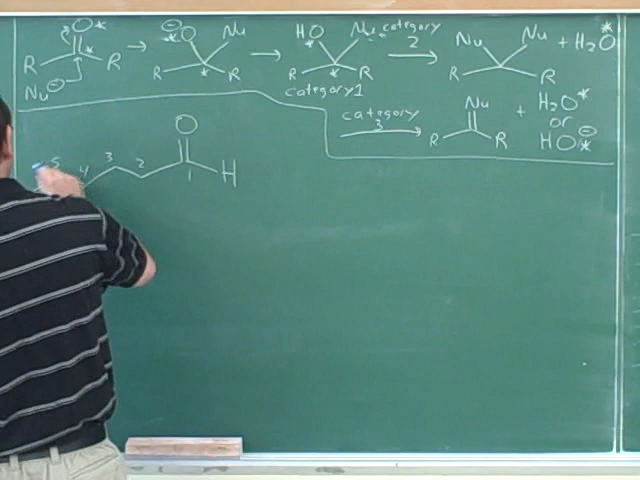 O* → ⊖*O Nu → HO* Nu category 2 → Nu Nu + H₂O*
R * R R * R R * R R R
Nu⊖ category 1
category 3 → Nu + H₂O*
R R or
HO⊖*
O
5 4 3 2 1 H